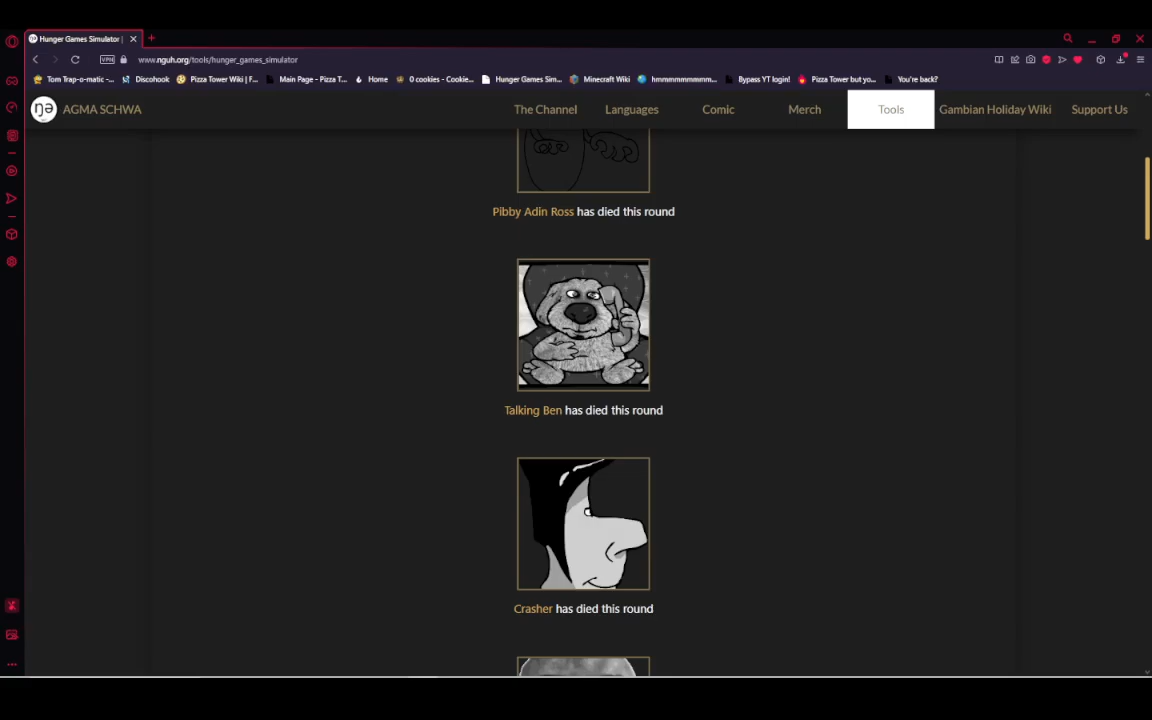 Hunger Games Simulator |
VPN
www.nguh.org/tools/hunger_games_simulator
Tom Trap-o-matic -...
Discohook
Pizza Tower Wiki | F...
Main Page - Pizza T...
Home
0 cookies - Cookie...
Hunger Games Sim...
Minecraft Wiki
hmmmmmmmmm...
Bypass YT login!
Pizza Tower but yo...
You're back?
ŋə AGMA SCHWA
The Channel
Languages
Comic
Merch
Tools
Gambian Holiday Wiki
Support Us
Pibby Adin Ross has died this round
Talking Ben has died this round
Crasher has died this round